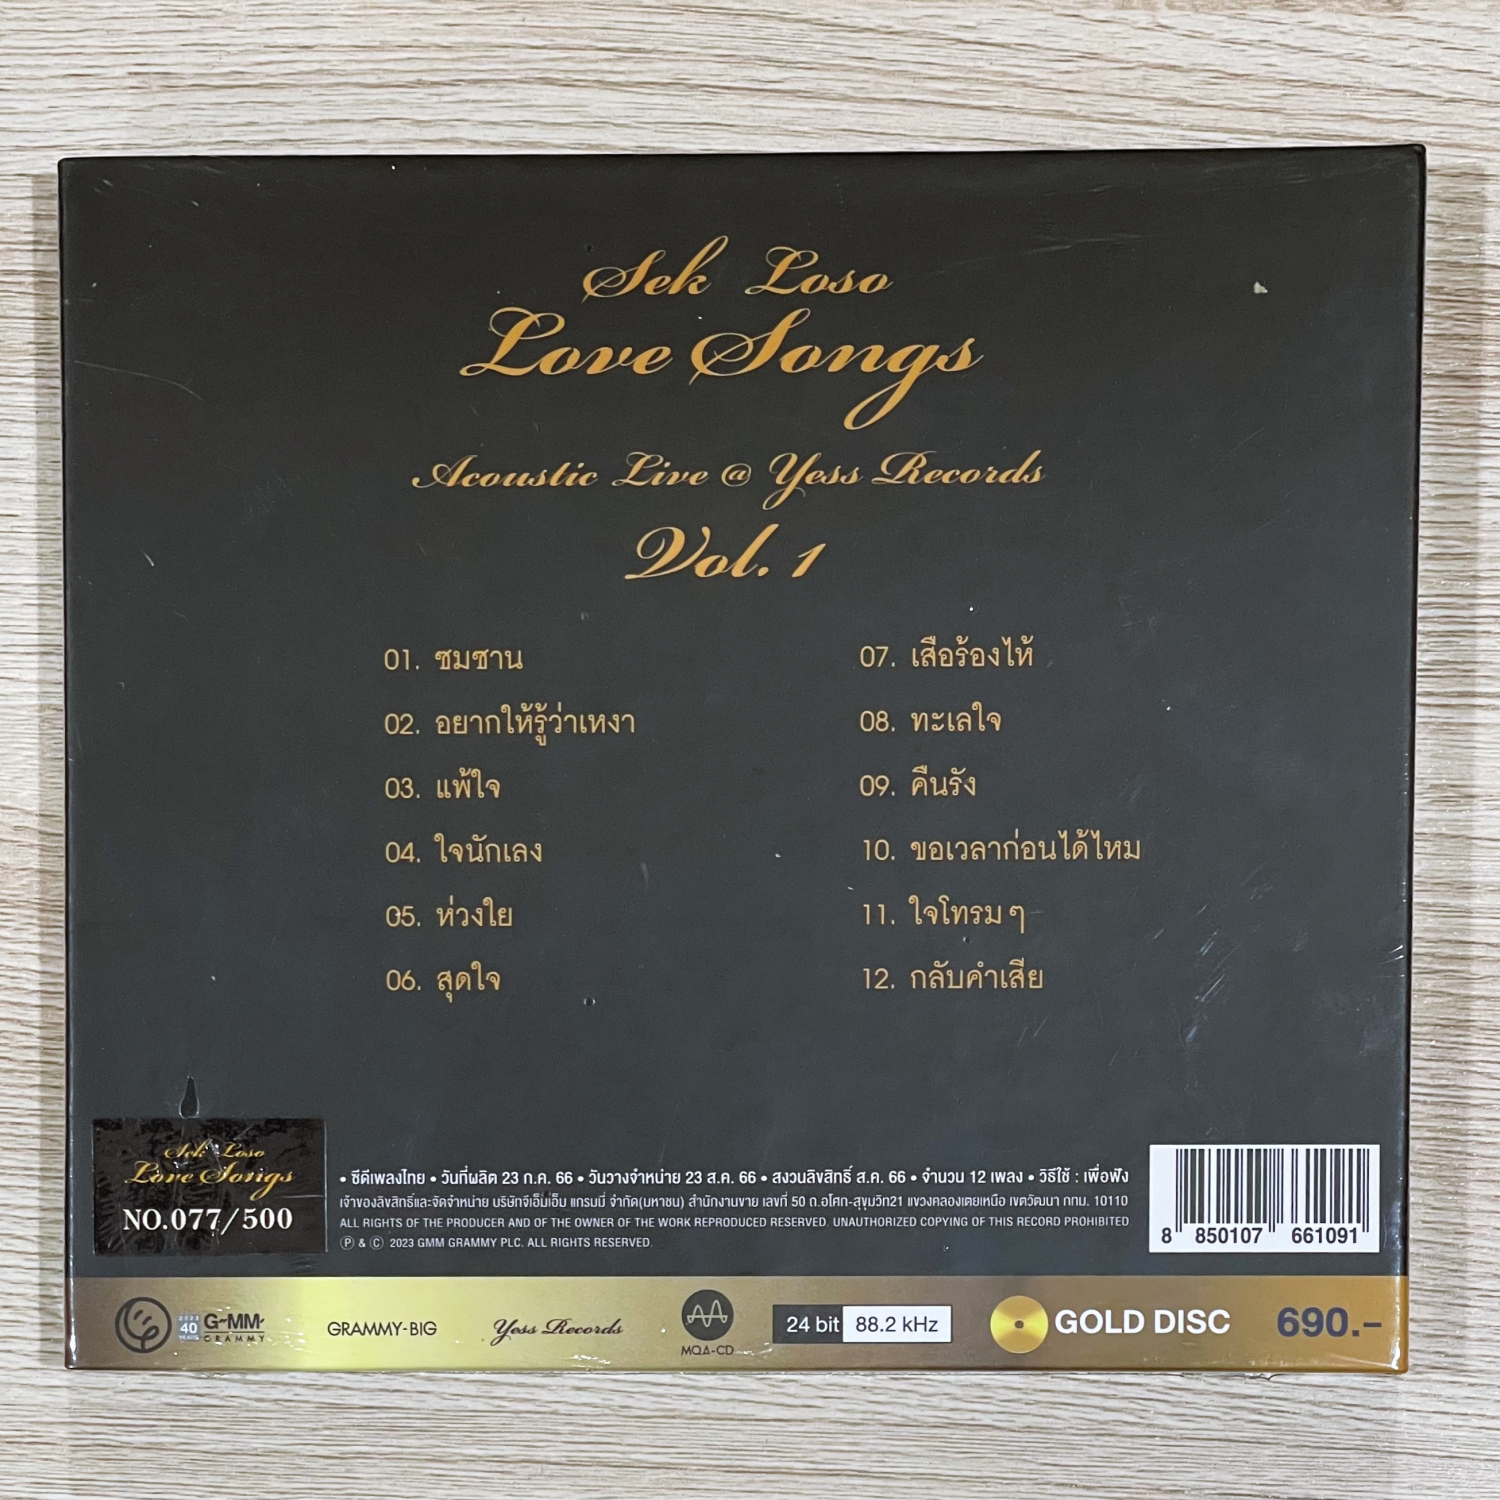 Sek Loso
Love Songs
Acoustic Live @ Yess Records
Vol. 1
01. ซมซาน
02. อยากให้รู้ว่าเหงา
03. แพ้ใจ
04. ใจนักเลง
05. ห่วงใย
06. สุดใจ
07. เสือร้องไห้
08. ทะเลใจ
09. คืนรัง
10. ขอเวลาก่อนได้ไหม
11. ใจโทรม ๆ
12. กลับคำเสีย
Sek Loso
Love Songs
NO.077/500
• ซีดีเพลงไทย • วันที่ผลิต 23 ก.ค. 66 • วันวางจำหน่าย 23 ส.ค. 66 • สงวนลิขสิทธิ์ ส.ค. 66 • จำนวน 12 เพลง • วิธีใช้ : เพื่อฟัง
เจ้าของลิขสิทธิ์และจัดจำหน่าย บริษัทจีเอ็มเอ็ม แกรมมี่ จำกัด(มหาชน) สำนักงานขาย เลขที่ 50 ถ.อโศก-สุขุมวิท21 แขวงคลองเตยเหนือ เขตวัฒนา กทม. 10110
ALL RIGHTS OF THE PRODUCER AND OF THE OWNER OF THE WORK REPRODUCED RESERVED. UNAUTHORIZED COPYING OF THIS RECORD PROHIBITED
Ⓟ & Ⓒ 2023 GMM GRAMMY PLC. ALL RIGHTS RESERVED.
8 850107 661091
2023
40
YEARS
G-MM'
GRAMMY
GRAMMY-BIG
Yess Records
MQA-CD
24 bit 88.2 kHz
GOLD DISC
690.-